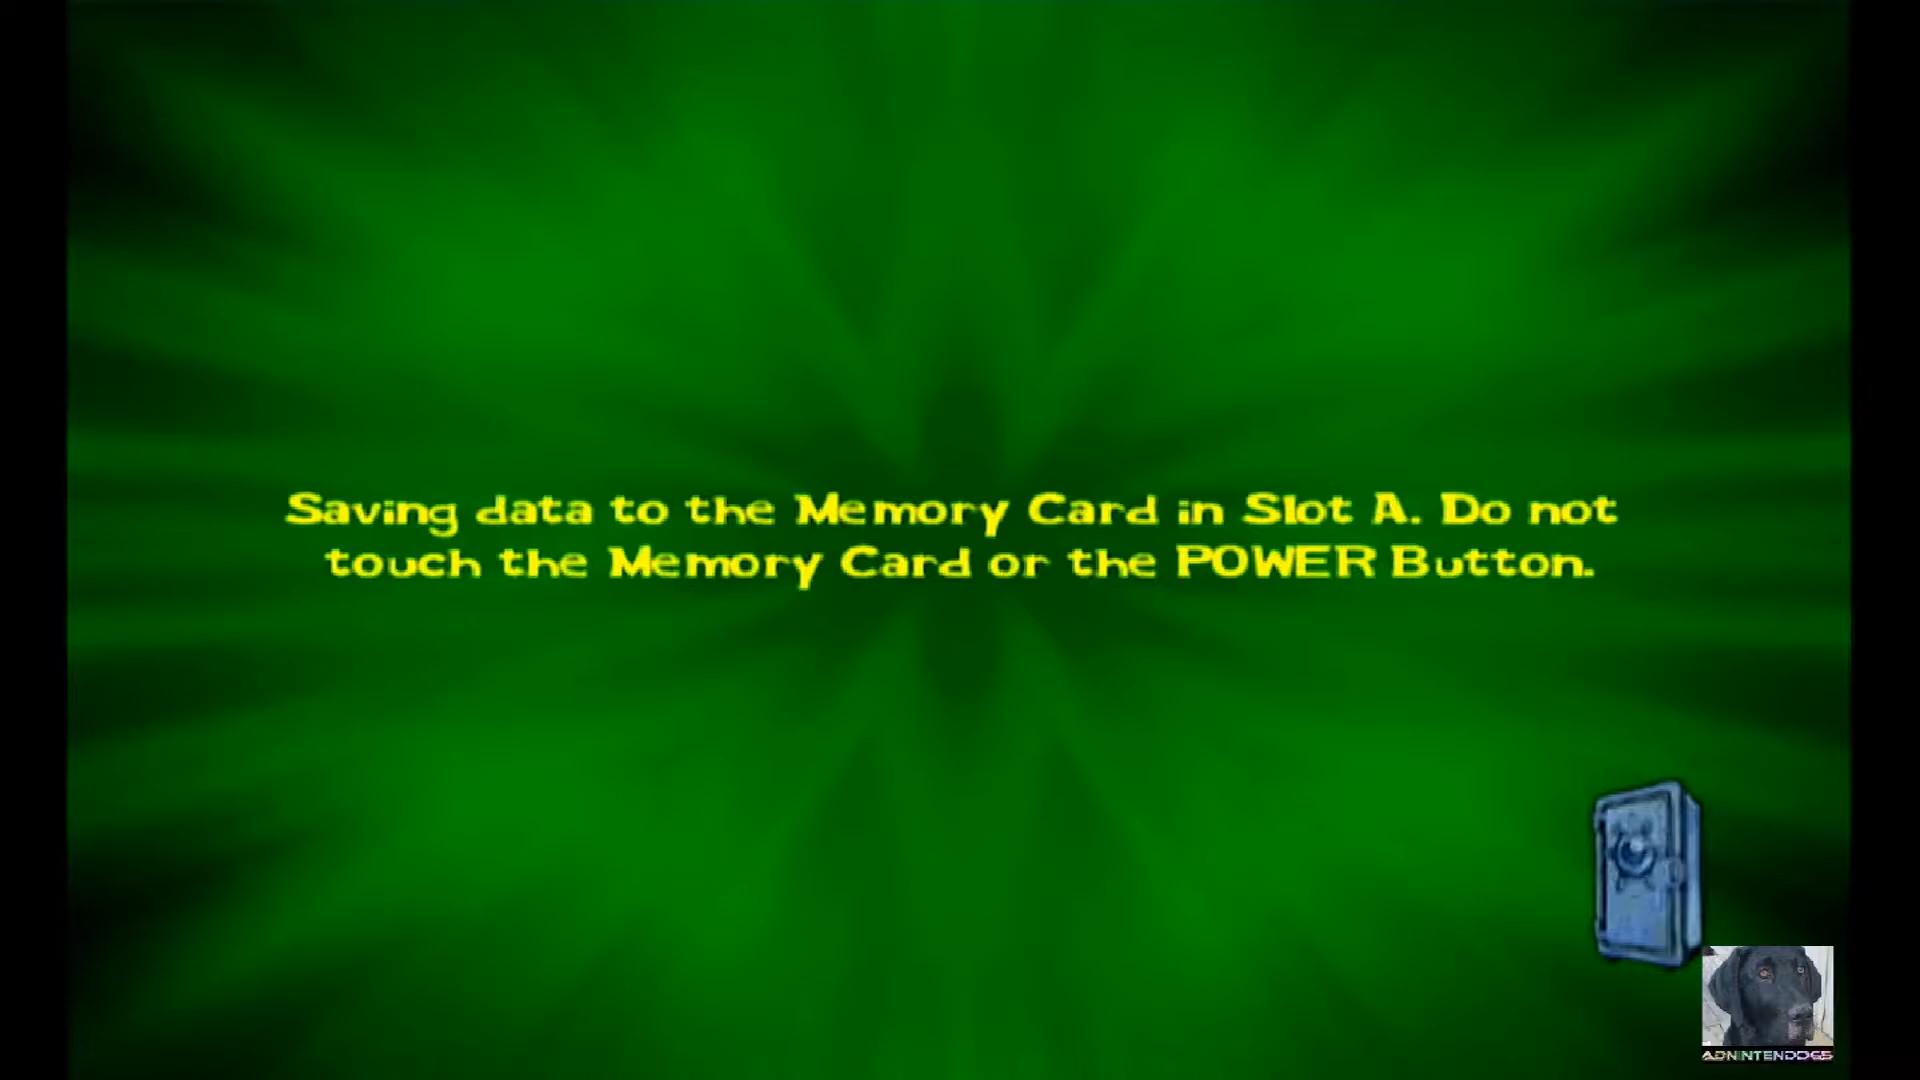 Saving data to the Memory Card in Slot A. Do not
touch the Memory Card or the POWER Button.
ADNINTENDOGS